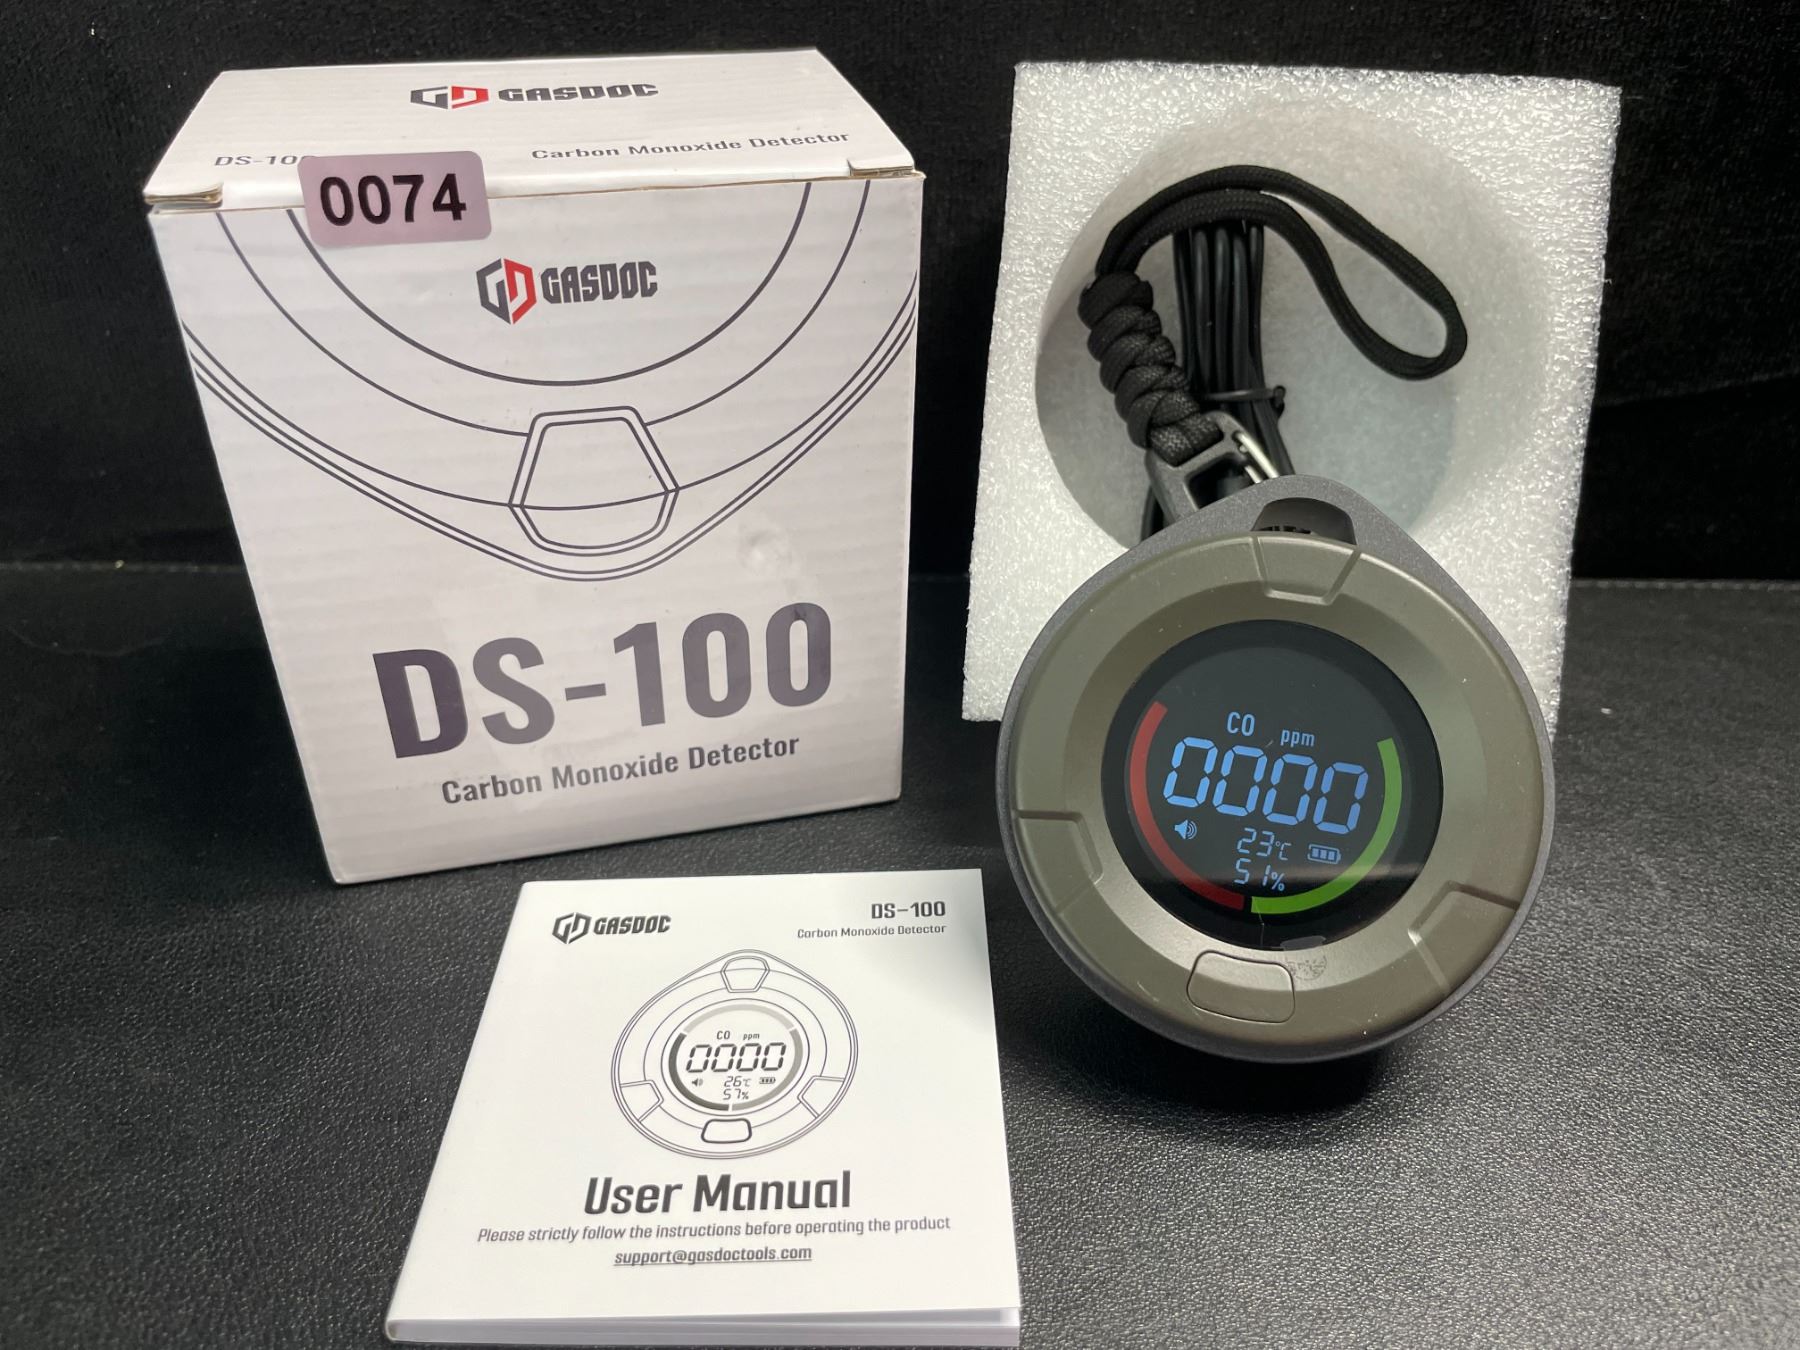 GASDOC
DS-100
Carbon Monoxide Detector
0074
GASDOC
DS-100
Carbon Monoxide Detector
CO ppm
0000
23°C
51%
GASDOC
DS-100
Carbon Monoxide Detector
CO ppm
0000
26°C
57%
User Manual
Please strictly follow the instructions before operating the product
support@gasdoctools.com